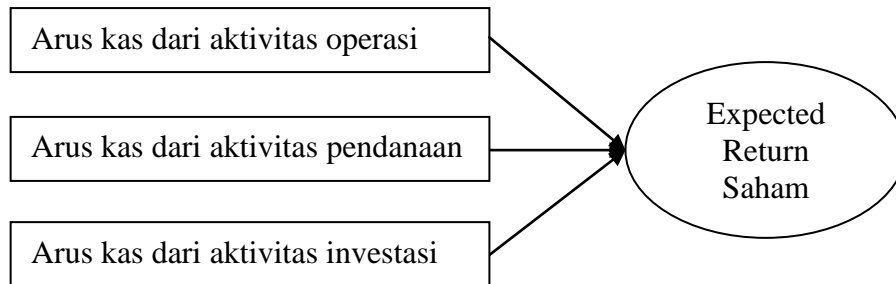 Arus kas dari aktivitas operasi
Arus kas dari aktivitas pendanaan
Arus kas dari aktivitas investasi
Expected
Return
Saham